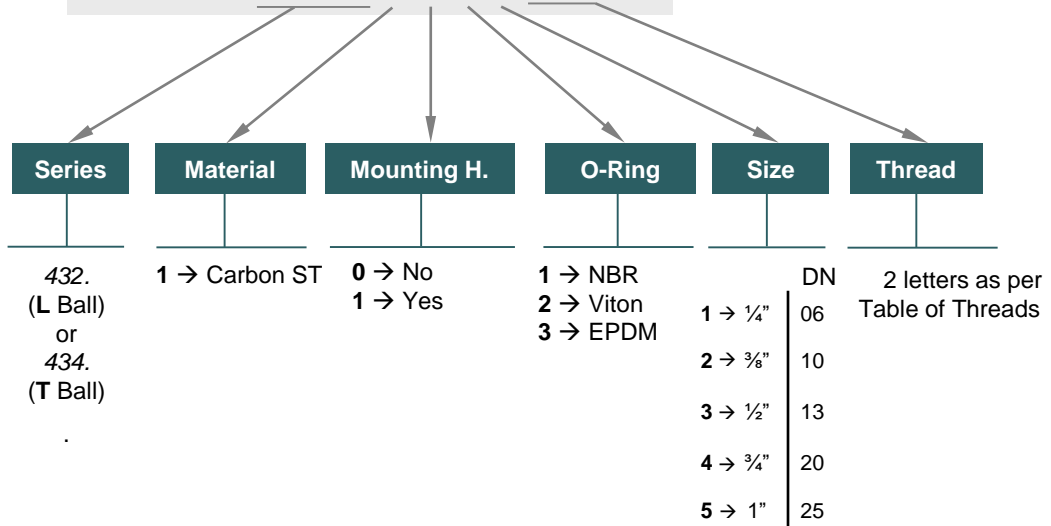 Series
Material
Mounting H.
O-Ring
Size
Thread
432.
(L Ball)
or
434.
(T Ball)
.
1 → Carbon ST
0 → No
1 → Yes
1 → NBR
2 → Viton
3 → EPDM
DN
1 → ¼” 06
2 → ⅜” 10
3 → ½” 13
4 → ¾” 20
5 → 1” 25
2 letters as per
Table of Threads